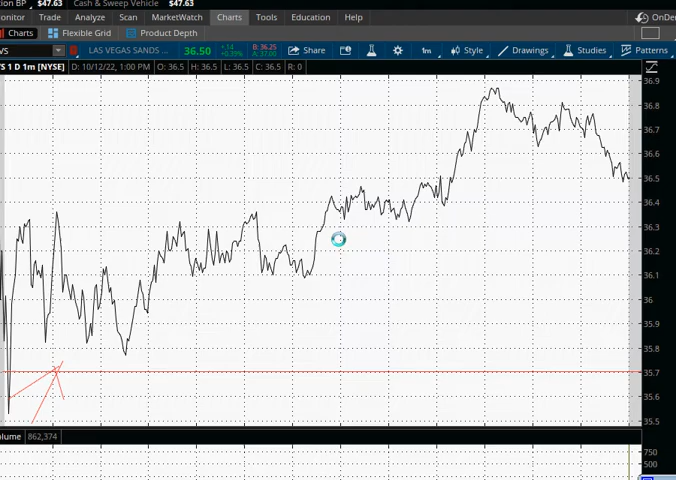 tion BP $47.63 Cash & Sweep Vehicle $47.63
onitor Trade Analyze Scan MarketWatch Charts Tools Education Help OnDer
Charts Flexible Grid Product Depth
VS LAS VEGAS SANDS ... 36.50 +.14 +0.39% B: 36.25 A: 37.00 Share 1m Style Drawings Studies Patterns
S 1 D 1m [NYSE] D: 10/12/22, 1:00 PM O: 36.5 H: 36.5 L: 36.5 C: 36.5 R: 0
36.9
36.8
36.7
36.6
36.5
36.4
36.3
36.2
36.1
36
35.9
35.8
35.7
35.6
35.5
olume 862,374
750
500